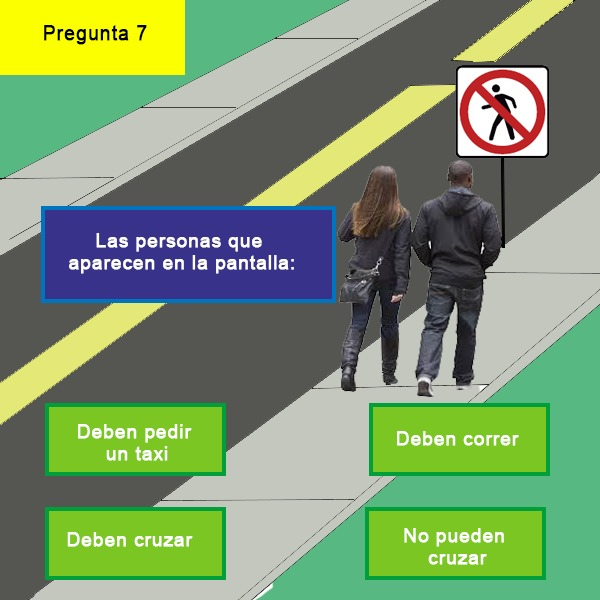 Pregunta 7
Las personas que
aparecen en la pantalla:
Deben pedir
un taxi
Deben correr
Deben cruzar
No pueden
cruzar